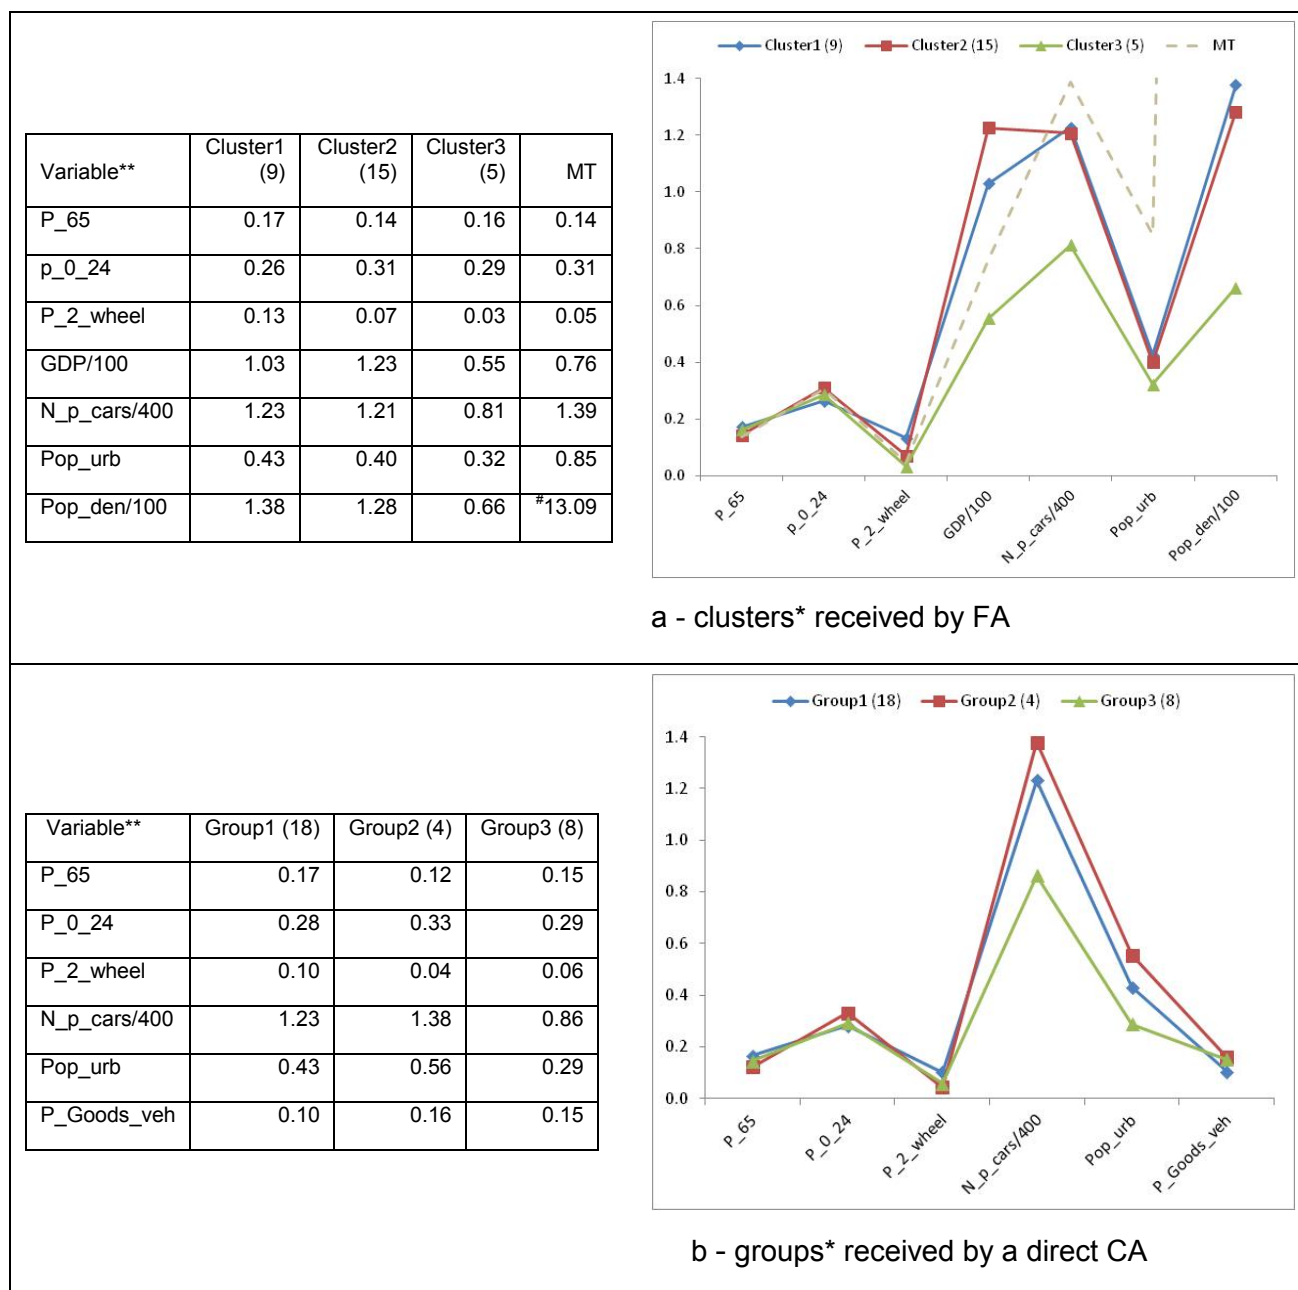 Variable** Cluster1 (9) Cluster2 (15) Cluster3 (5) MT
P_65 0.17 0.14 0.16 0.14
p_0_24 0.26 0.31 0.29 0.31
P_2_wheel 0.13 0.07 0.03 0.05
GDP/100 1.03 1.23 0.55 0.76
N_p_cars/400 1.23 1.21 0.81 1.39
Pop_urb 0.43 0.40 0.32 0.85
Pop_den/100 1.38 1.28 0.66 #13.09
Cluster1 (9) Cluster2 (15) Cluster3 (5) MT
1.4
1.2
1.0
0.8
0.6
0.4
0.2
0.0
P_65 p_0_24 P_2_wheel GDP/100 N_p_cars/400 Pop_urb Pop_den/100
a - clusters* received by FA
Variable** Group1 (18) Group2 (4) Group3 (8)
P_65 0.17 0.12 0.15
P_0_24 0.28 0.33 0.29
P_2_wheel 0.10 0.04 0.06
N_p_cars/400 1.23 1.38 0.86
Pop_urb 0.43 0.56 0.29
P_Goods_veh 0.10 0.16 0.15
Group1 (18) Group2 (4) Group3 (8)
1.4
1.2
1.0
0.8
0.6
0.4
0.2
0.0
P_65 P_0_24 P_2_wheel N_p_cars/400 Pop_urb P_Goods_veh
b - groups* received by a direct CA